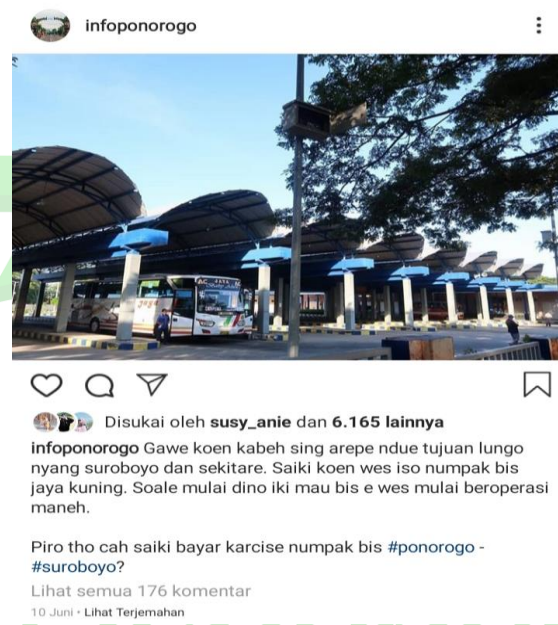 infoponorogo
AC JAYA
Disukai oleh susy_anie dan 6.165 lainnya
infoponorogo Gawe koen kabeh sing arepe ndue tujuan lungo
nyang suroboyo dan sekitare. Saiki koen wes iso numpak bis
jaya kuning. Soale mulai dino iki mau bis e wes mulai beroperasi
maneh.
Piro tho cah saiki bayar karcise numpak bis #ponorogo -
#suroboyo?
Lihat semua 176 komentar
10 Juni • Lihat Terjemahan